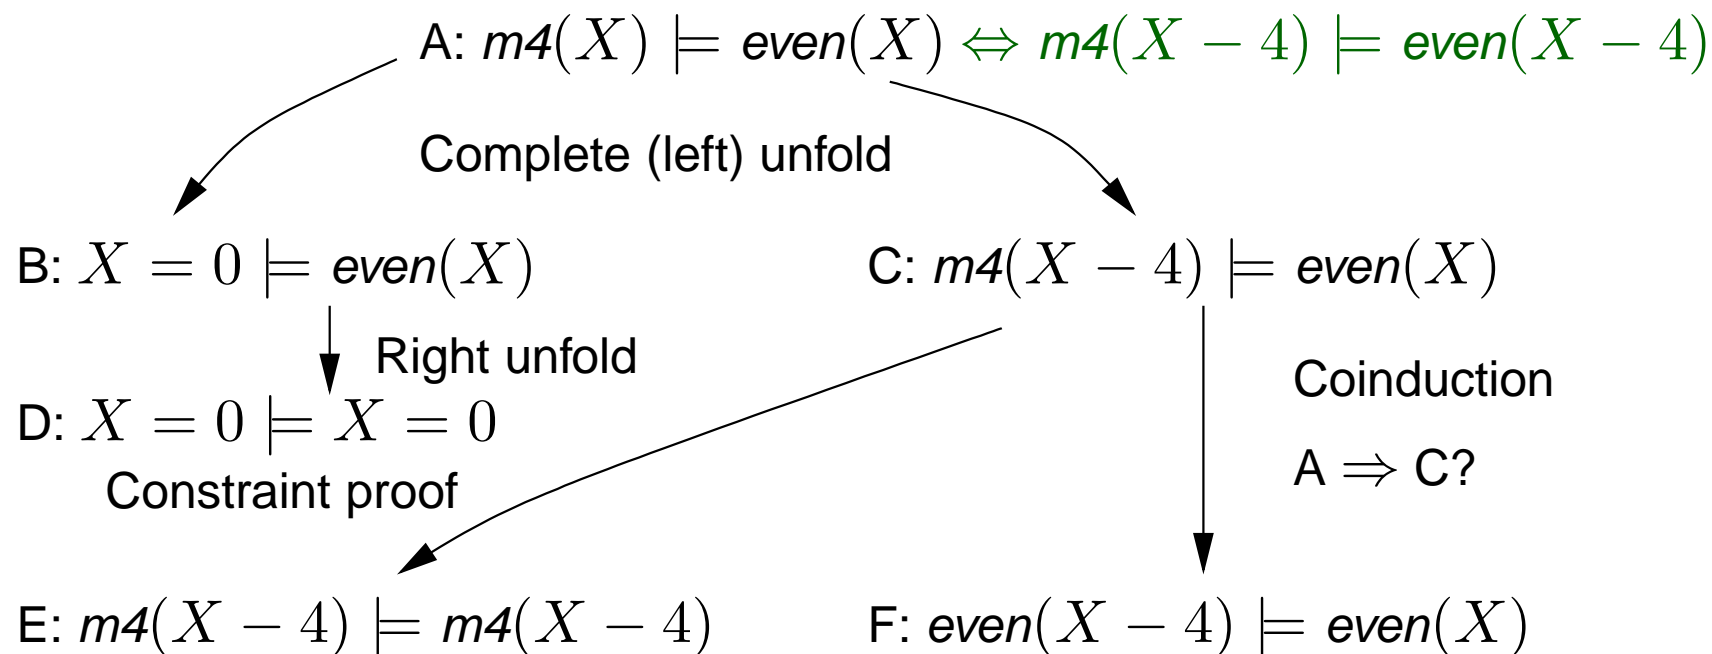 A: m4(X) ⊨ even(X) ⇔ m4(X − 4) ⊨ even(X − 4)
Complete (left) unfold
B: X = 0 ⊨ even(X)
C: m4(X − 4) ⊨ even(X)
Right unfold
Coinduction
D: X = 0 ⊨ X = 0
A ⇒ C?
Constraint proof
E: m4(X − 4) ⊨ m4(X − 4)
F: even(X − 4) ⊨ even(X)